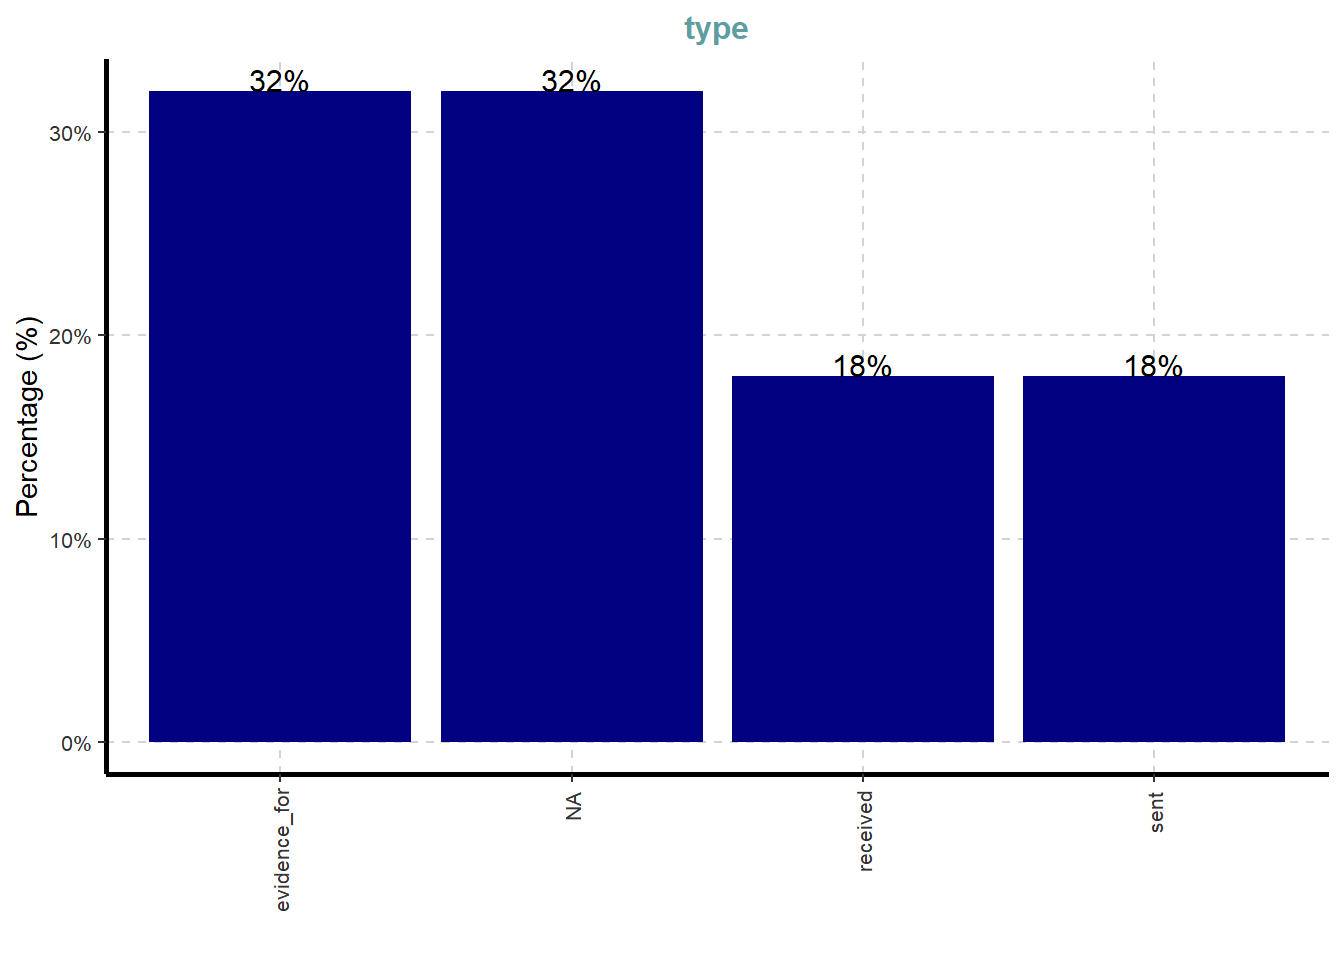 type
32%
32%
18%
18%
Percentage (%)
30%
20%
10%
0%
evidence_for
NA
received
sent